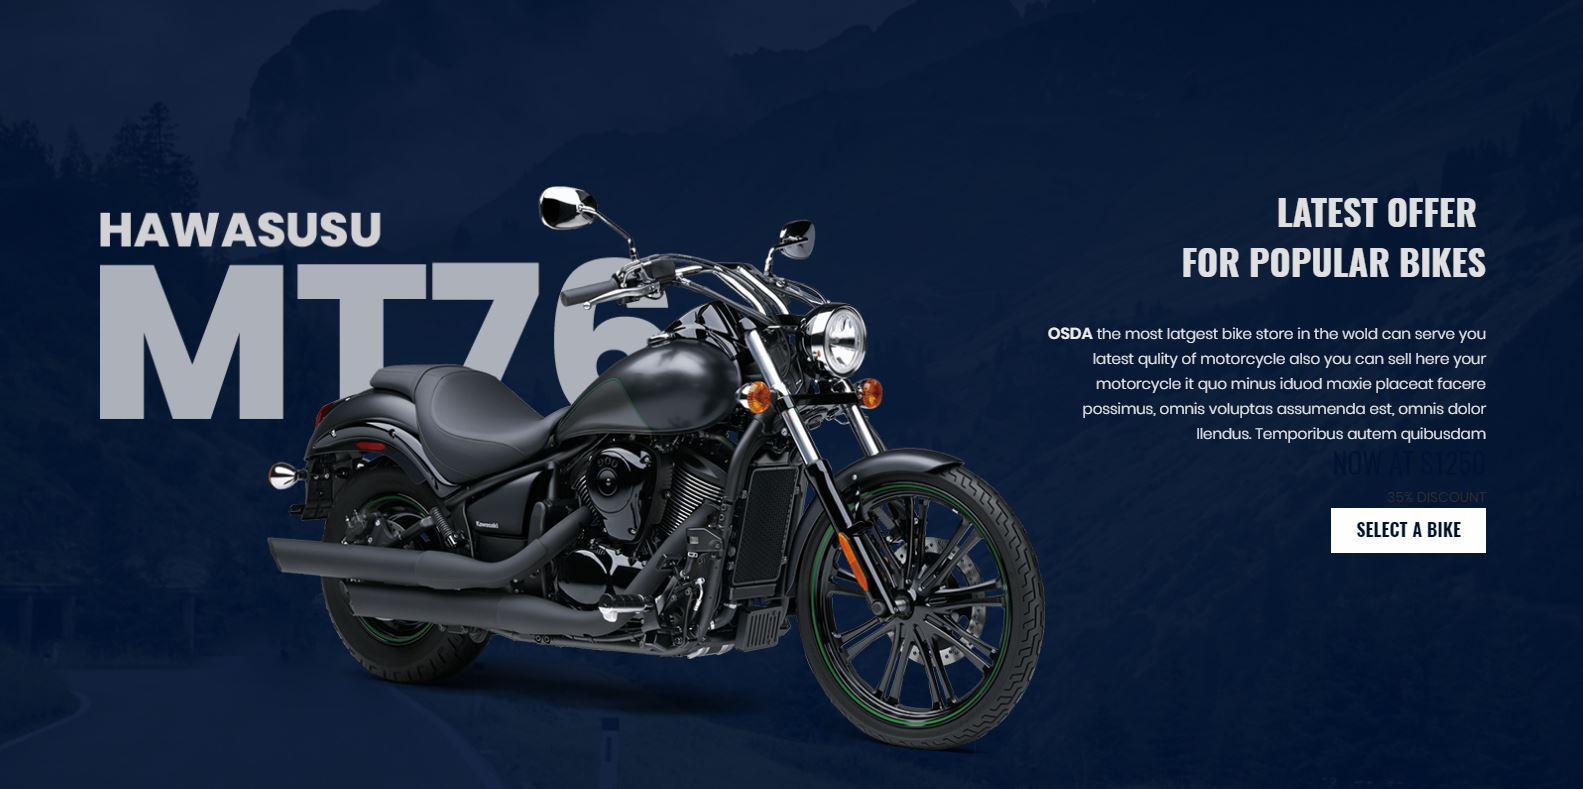 HAWASUSU
MT76
Kawasaki
LATEST OFFER
FOR POPULAR BIKES
OSDA the most latgest bike store in the wold can serve you
latest qulity of motorcycle also you can sell here your
motorcycle it quo minus iduod maxie placeat facere
possimus, omnis voluptas assumenda est, omnis dolor
llendus. Temporibus autem quibusdam
NOW AT $1250
35% DISCOUNT
SELECT A BIKE